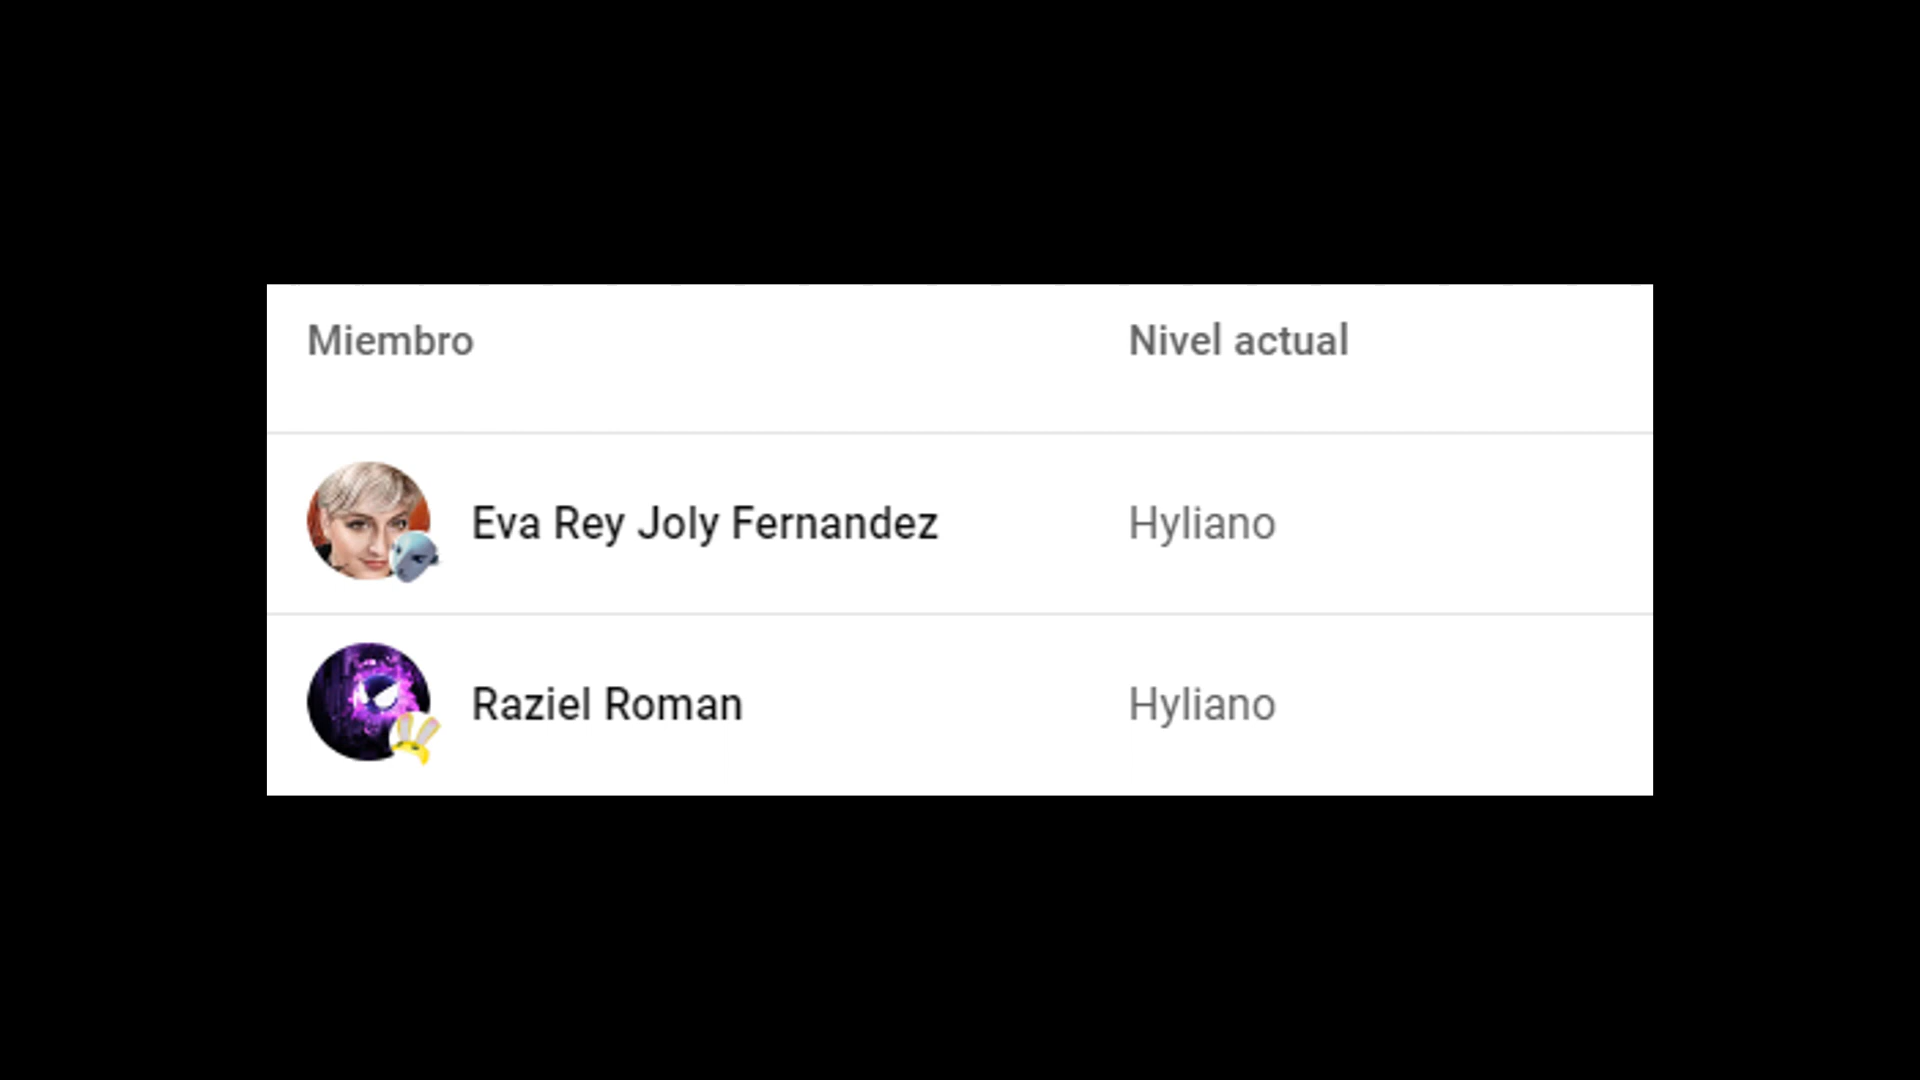 Miembro Nivel actual
Eva Rey Joly Fernandez Hyliano
Raziel Roman Hyliano